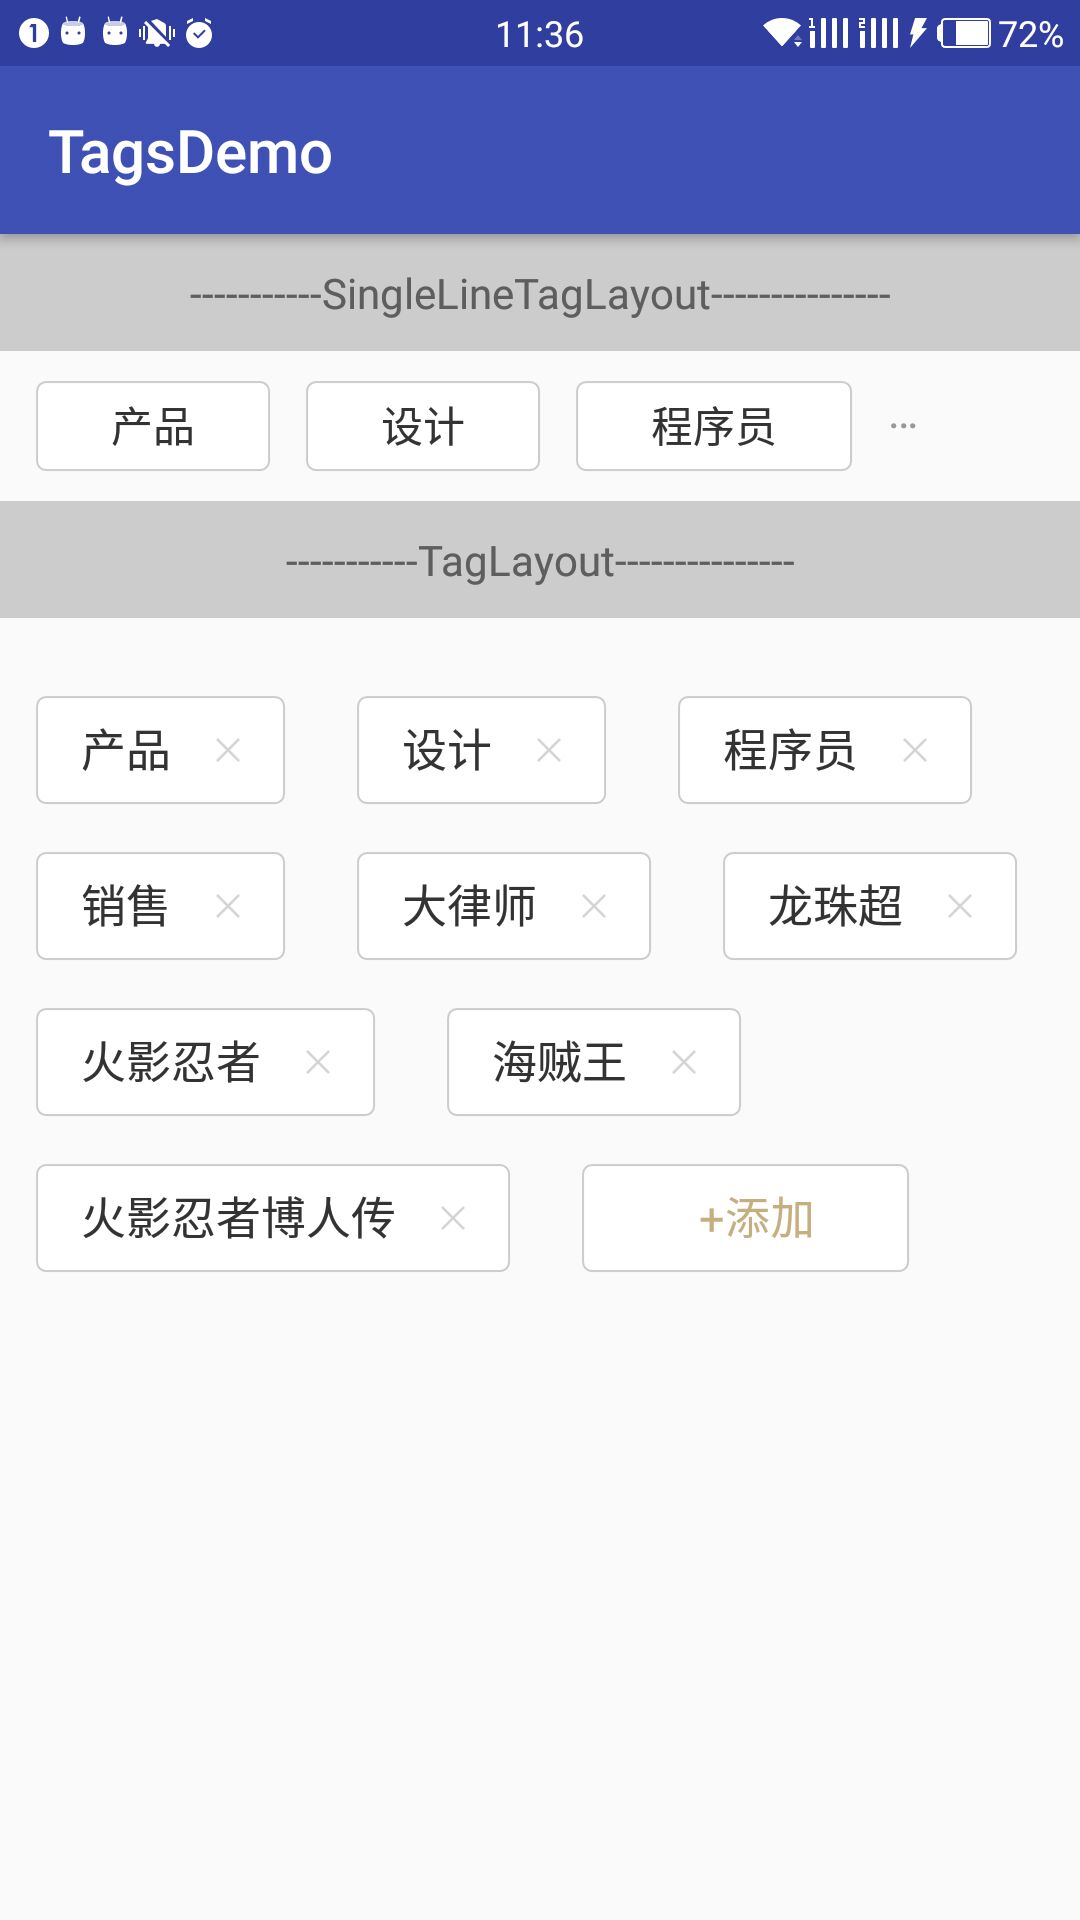 11:36 72%
TagsDemo
-----------SingleLineTagLayout---------------
产品 设计 程序员 ...
-----------TagLayout---------------
产品 × 设计 × 程序员 ×
销售 × 大律师 × 龙珠超 ×
火影忍者 × 海贼王 ×
火影忍者博人传 × +添加